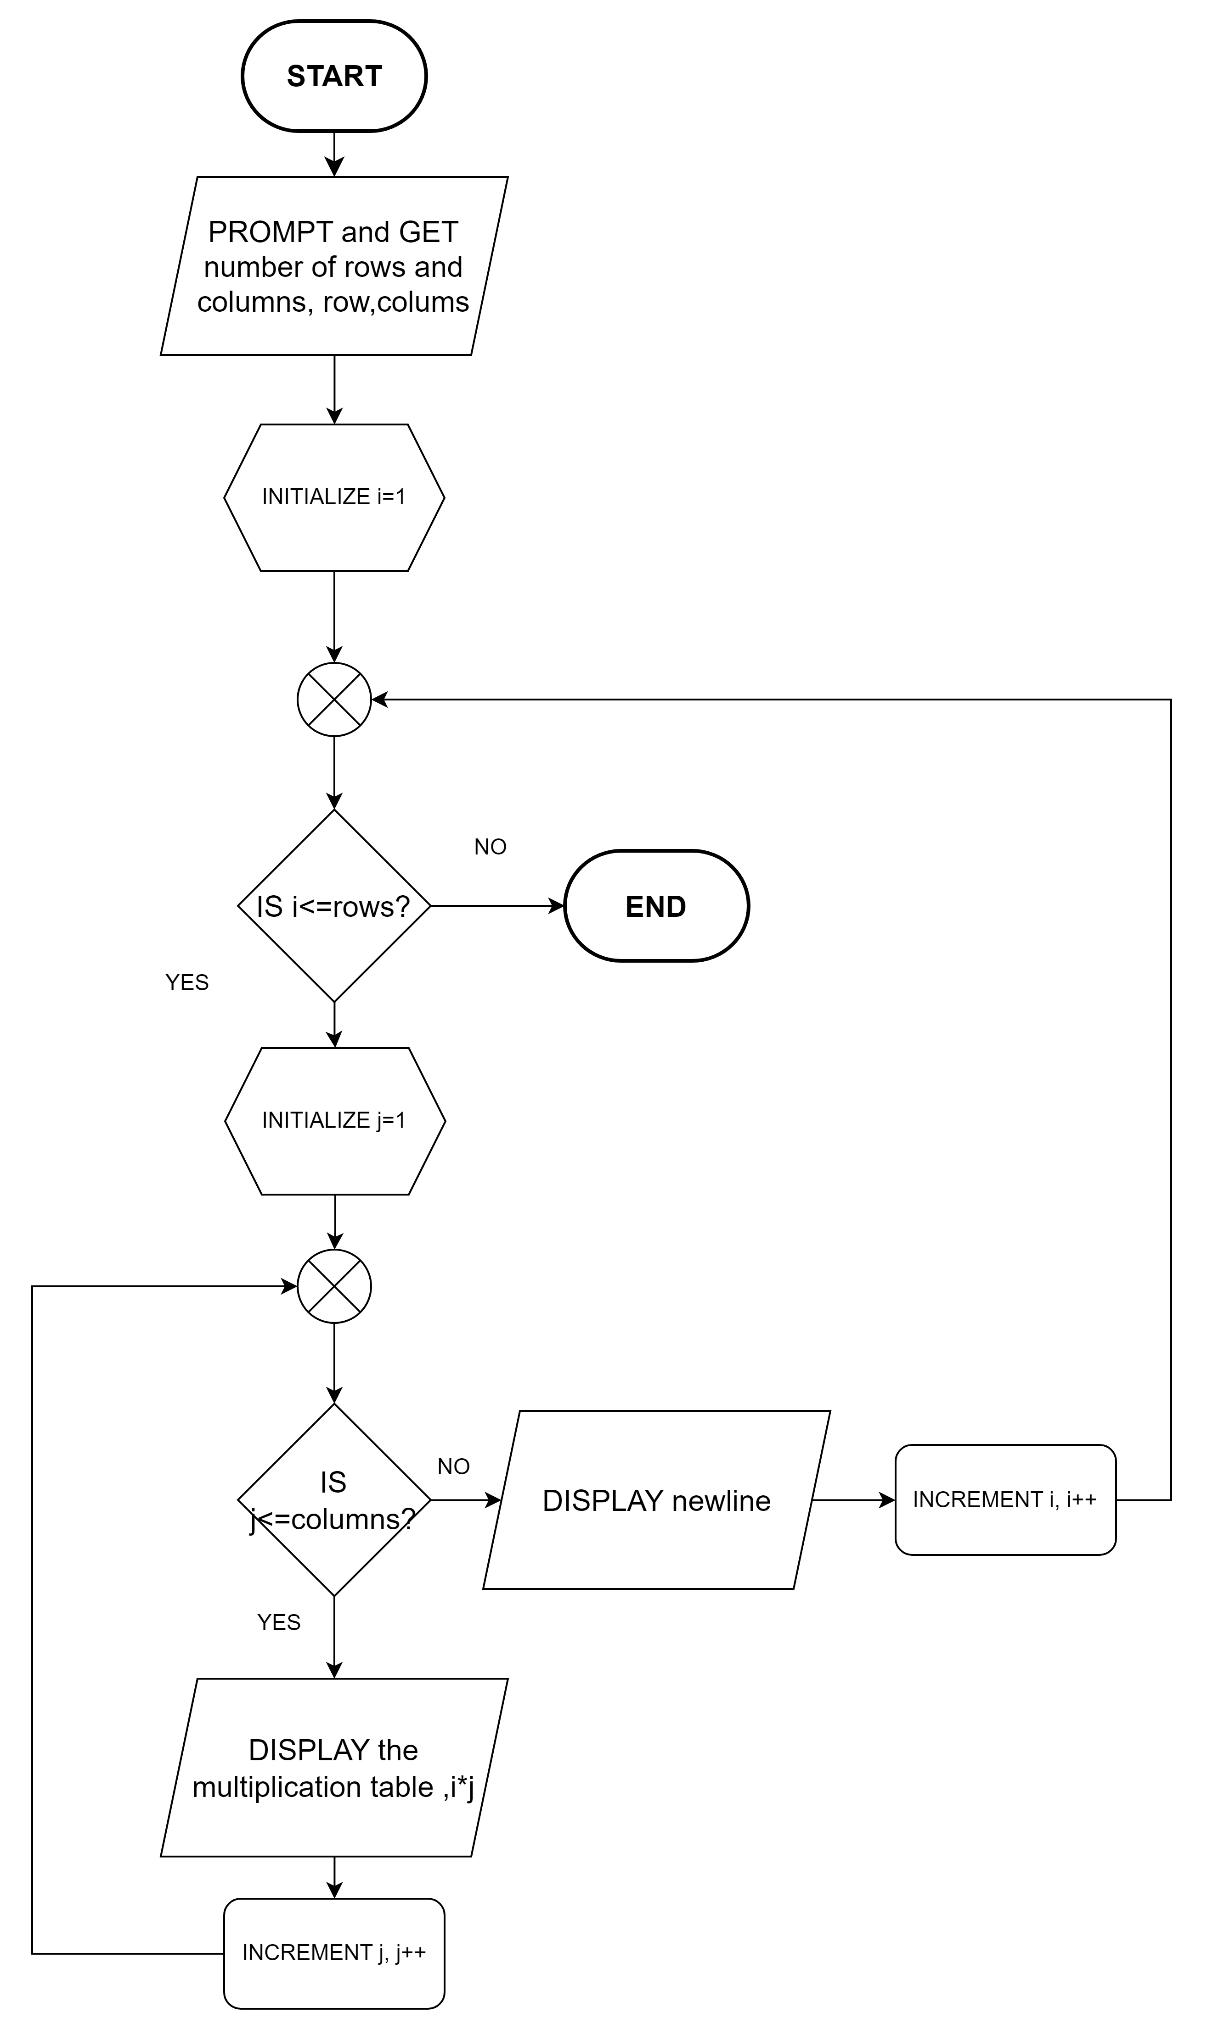 START
PROMPT and GET
number of rows and
columns, row,colums
INITIALIZE i=1
IS i<=rows?
NO
END
YES
INITIALIZE j=1
IS
j<=columns?
NO
DISPLAY newline
INCREMENT i, i++
YES
DISPLAY the
multiplication table ,i*j
INCREMENT j, j++